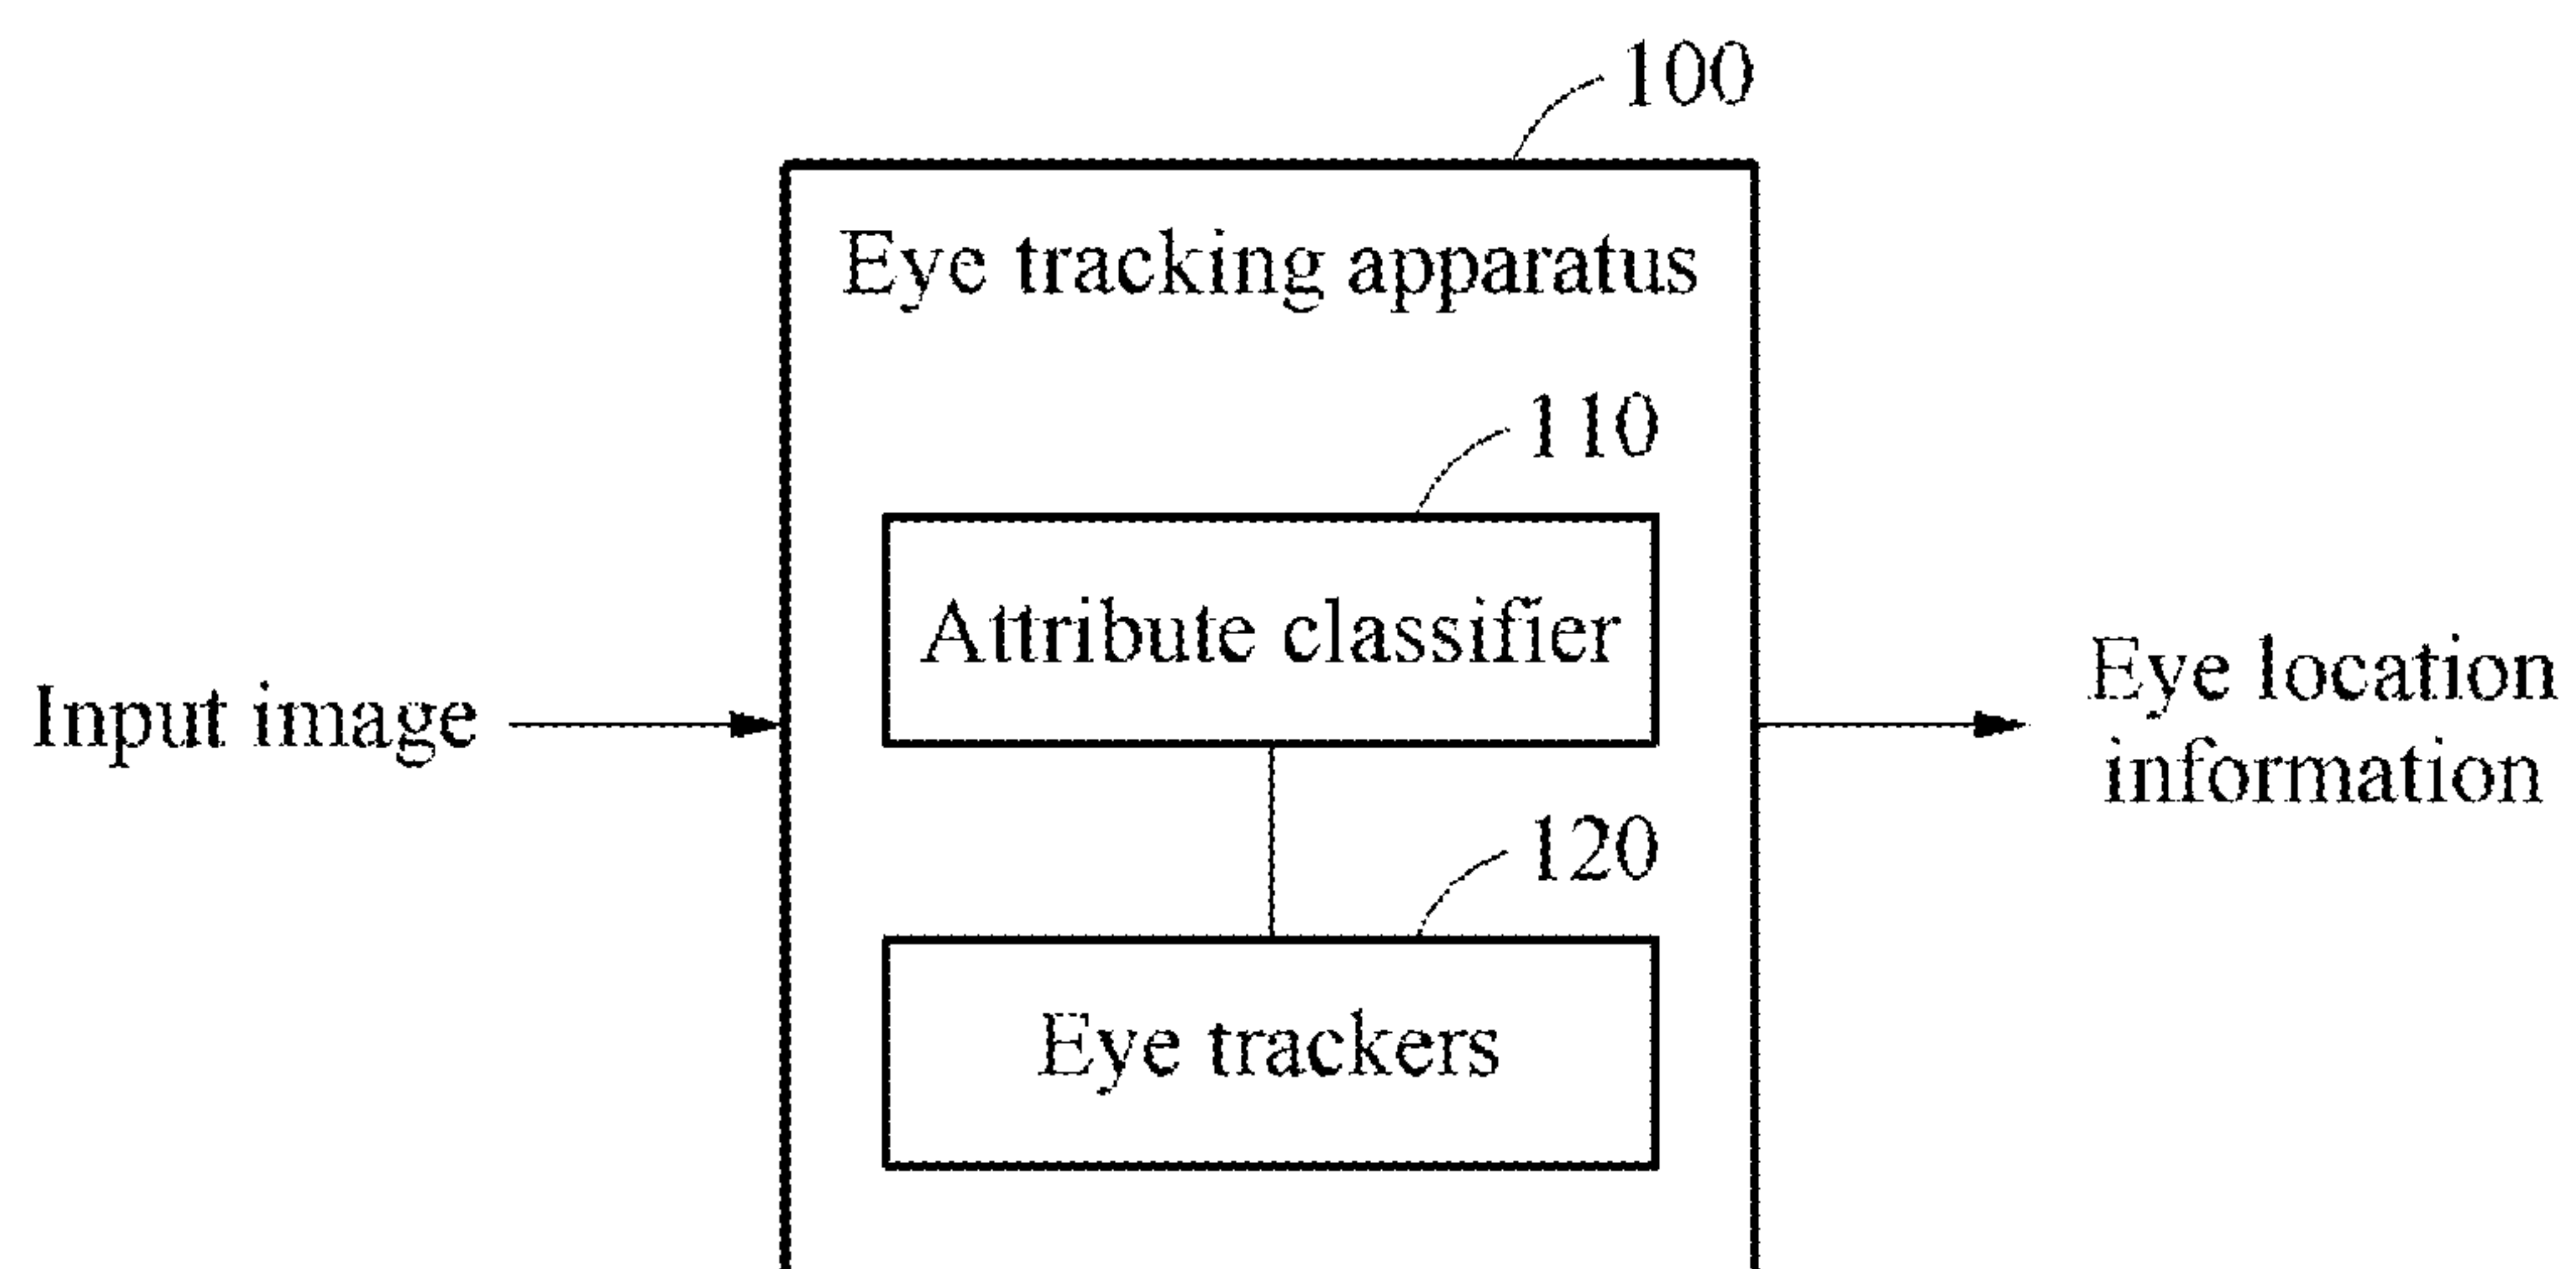 100
Eye tracking apparatus
110
Attribute classifier
Input image
Eye location
information
120
Eye trackers